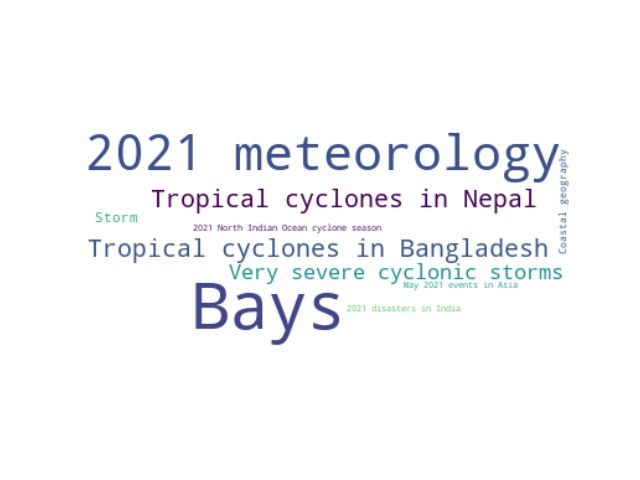 2021 meteorology
Coastal geography
Tropical cyclones in Nepal
Storm
2021 North Indian Ocean cyclone season
Tropical cyclones in Bangladesh
Very severe cyclonic storms
May 2021 events in Asia
Bays
2021 disasters in India